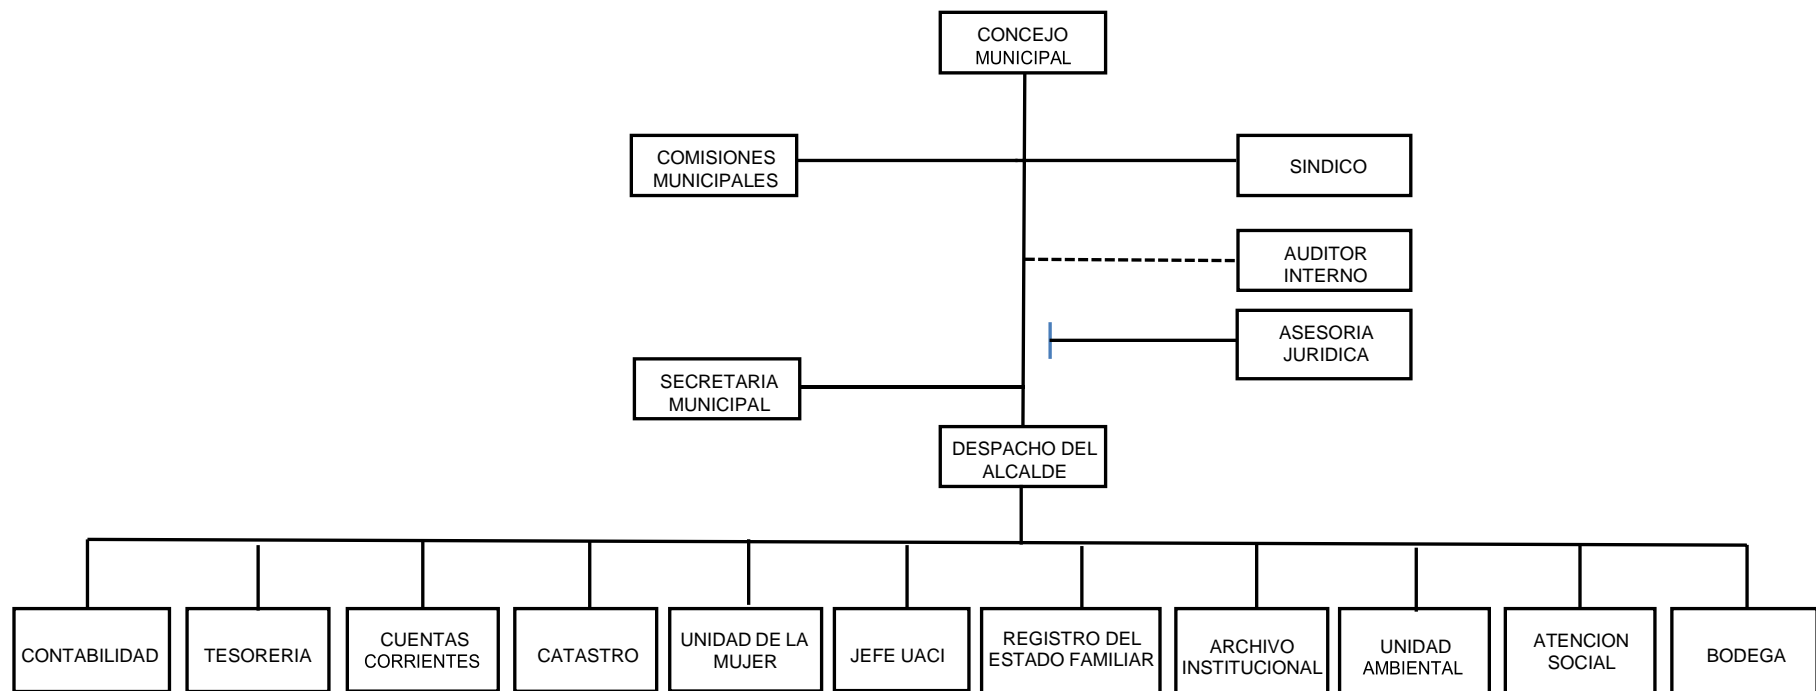 CONCEJO
MUNICIPAL
COMISIONES
MUNICIPALES
SINDICO
AUDITOR
INTERNO
ASESORIA
JURIDICA
SECRETARIA
MUNICIPAL
DESPACHO DEL
ALCALDE
CONTABILIDAD
TESORERIA
CUENTAS
CORRIENTES
CATASTRO
UNIDAD DE LA
MUJER
JEFE UACI
REGISTRO DEL
ESTADO FAMILIAR
ARCHIVO
INSTITUCIONAL
UNIDAD
AMBIENTAL
ATENCION
SOCIAL
BODEGA